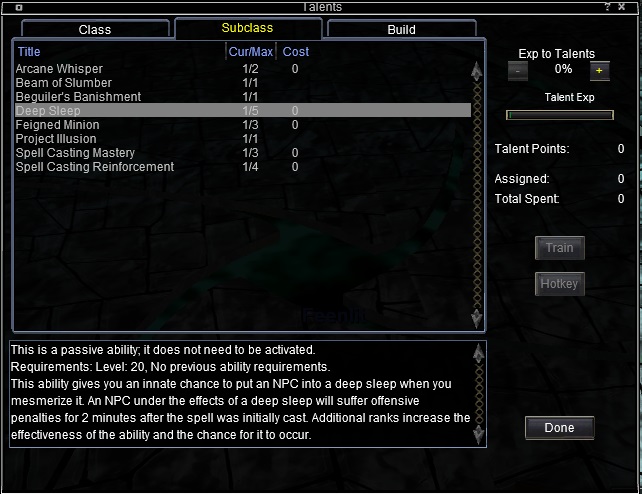 Talents
? ×
Class Subclass Build
Title Cur/Max Cost
Arcane Whisper 1/2 0
Beam of Slumber 1/1
Beguiler's Banishment 1/1
Deep Sleep 1/5 0
Feigned Minion 1/3 0
Project Illusion 1/1
Spell Casting Mastery 1/3 0
Spell Casting Reinforcement 1/4 0
Exp to Talents
- 0% +
Talent Exp
Talent Points: 0
Assigned: 0
Total Spent: 0
Train
Hotkey
This is a passive ability; it does not need to be activated.
Requirements: Level: 20, No previous ability requirements.
This ability gives you an innate chance to put an NPC into a deep sleep when you
mesmerize it. An NPC under the effects of a deep sleep will suffer offensive
penalties for 2 minutes after the spell was initially cast. Additional ranks increase the
effectiveness of the ability and the chance for it to occur.
Done